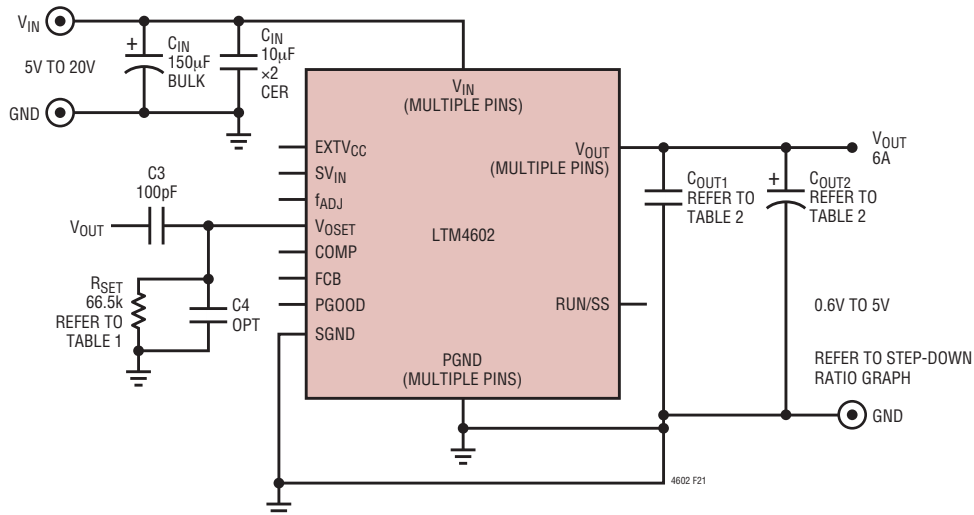 VIN
5V TO 20V
GND
+
CIN
150µF
BULK
CIN
10µF
×2
CER
VIN
(MULTIPLE PINS)
EXTVCC
SVIN
fADJ
VOSET
COMP
FCB
PGOOD
SGND
LTM4602
VOUT
(MULTIPLE PINS)
RUN/SS
PGND
(MULTIPLE PINS)
C3
100pF
VOUT
RSET
66.5k
REFER TO
TABLE 1
C4
OPT
COUT1
REFER TO
TABLE 2
+
COUT2
REFER TO
TABLE 2
VOUT
6A
0.6V TO 5V
REFER TO STEP-DOWN
RATIO GRAPH
GND
4602 F21